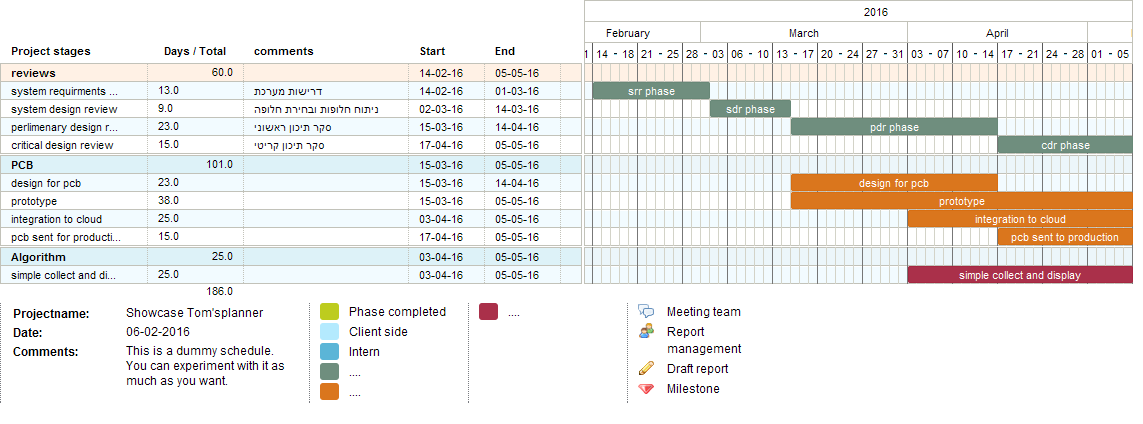 2016
February March April
Project stages Days / Total comments Start End 1 14 - 18 21 - 25 28 - 03 06 - 10 13 - 17 20 - 24 27 - 31 03 - 07 10 - 14 17 - 21 24 - 28 01 - 05
reviews 60.0 14-02-16 05-05-16
system requirments ... 13.0 דרישות מערכת 14-02-16 01-03-16 srr phase
system design review 9.0 ניתוח חלופות ובחירת חלופה 02-03-16 14-03-16 sdr phase
perlimenary design r... 23.0 סקר תיכון ראשוני 15-03-16 14-04-16 pdr phase
critical design review 15.0 סקר תיכון קריטי 17-04-16 05-05-16 cdr phase
PCB 101.0 15-03-16 05-05-16
design for pcb 23.0 15-03-16 14-04-16 design for pcb
prototype 38.0 15-03-16 05-05-16 prototype
integration to cloud 25.0 03-04-16 05-05-16 integration to cloud
pcb sent for producti... 15.0 17-04-16 05-05-16 pcb sent to production
Algorithm 25.0 03-04-16 05-05-16
simple collect and di... 25.0 03-04-16 05-05-16 simple collect and display
186.0
Projectname: Showcase Tom'splanner
Date: 06-02-2016
Comments: This is a dummy schedule.
You can experiment with it as
much as you want.
Phase completed
Client side
Intern
....
....
....
Meeting team
Report
management
Draft report
Milestone